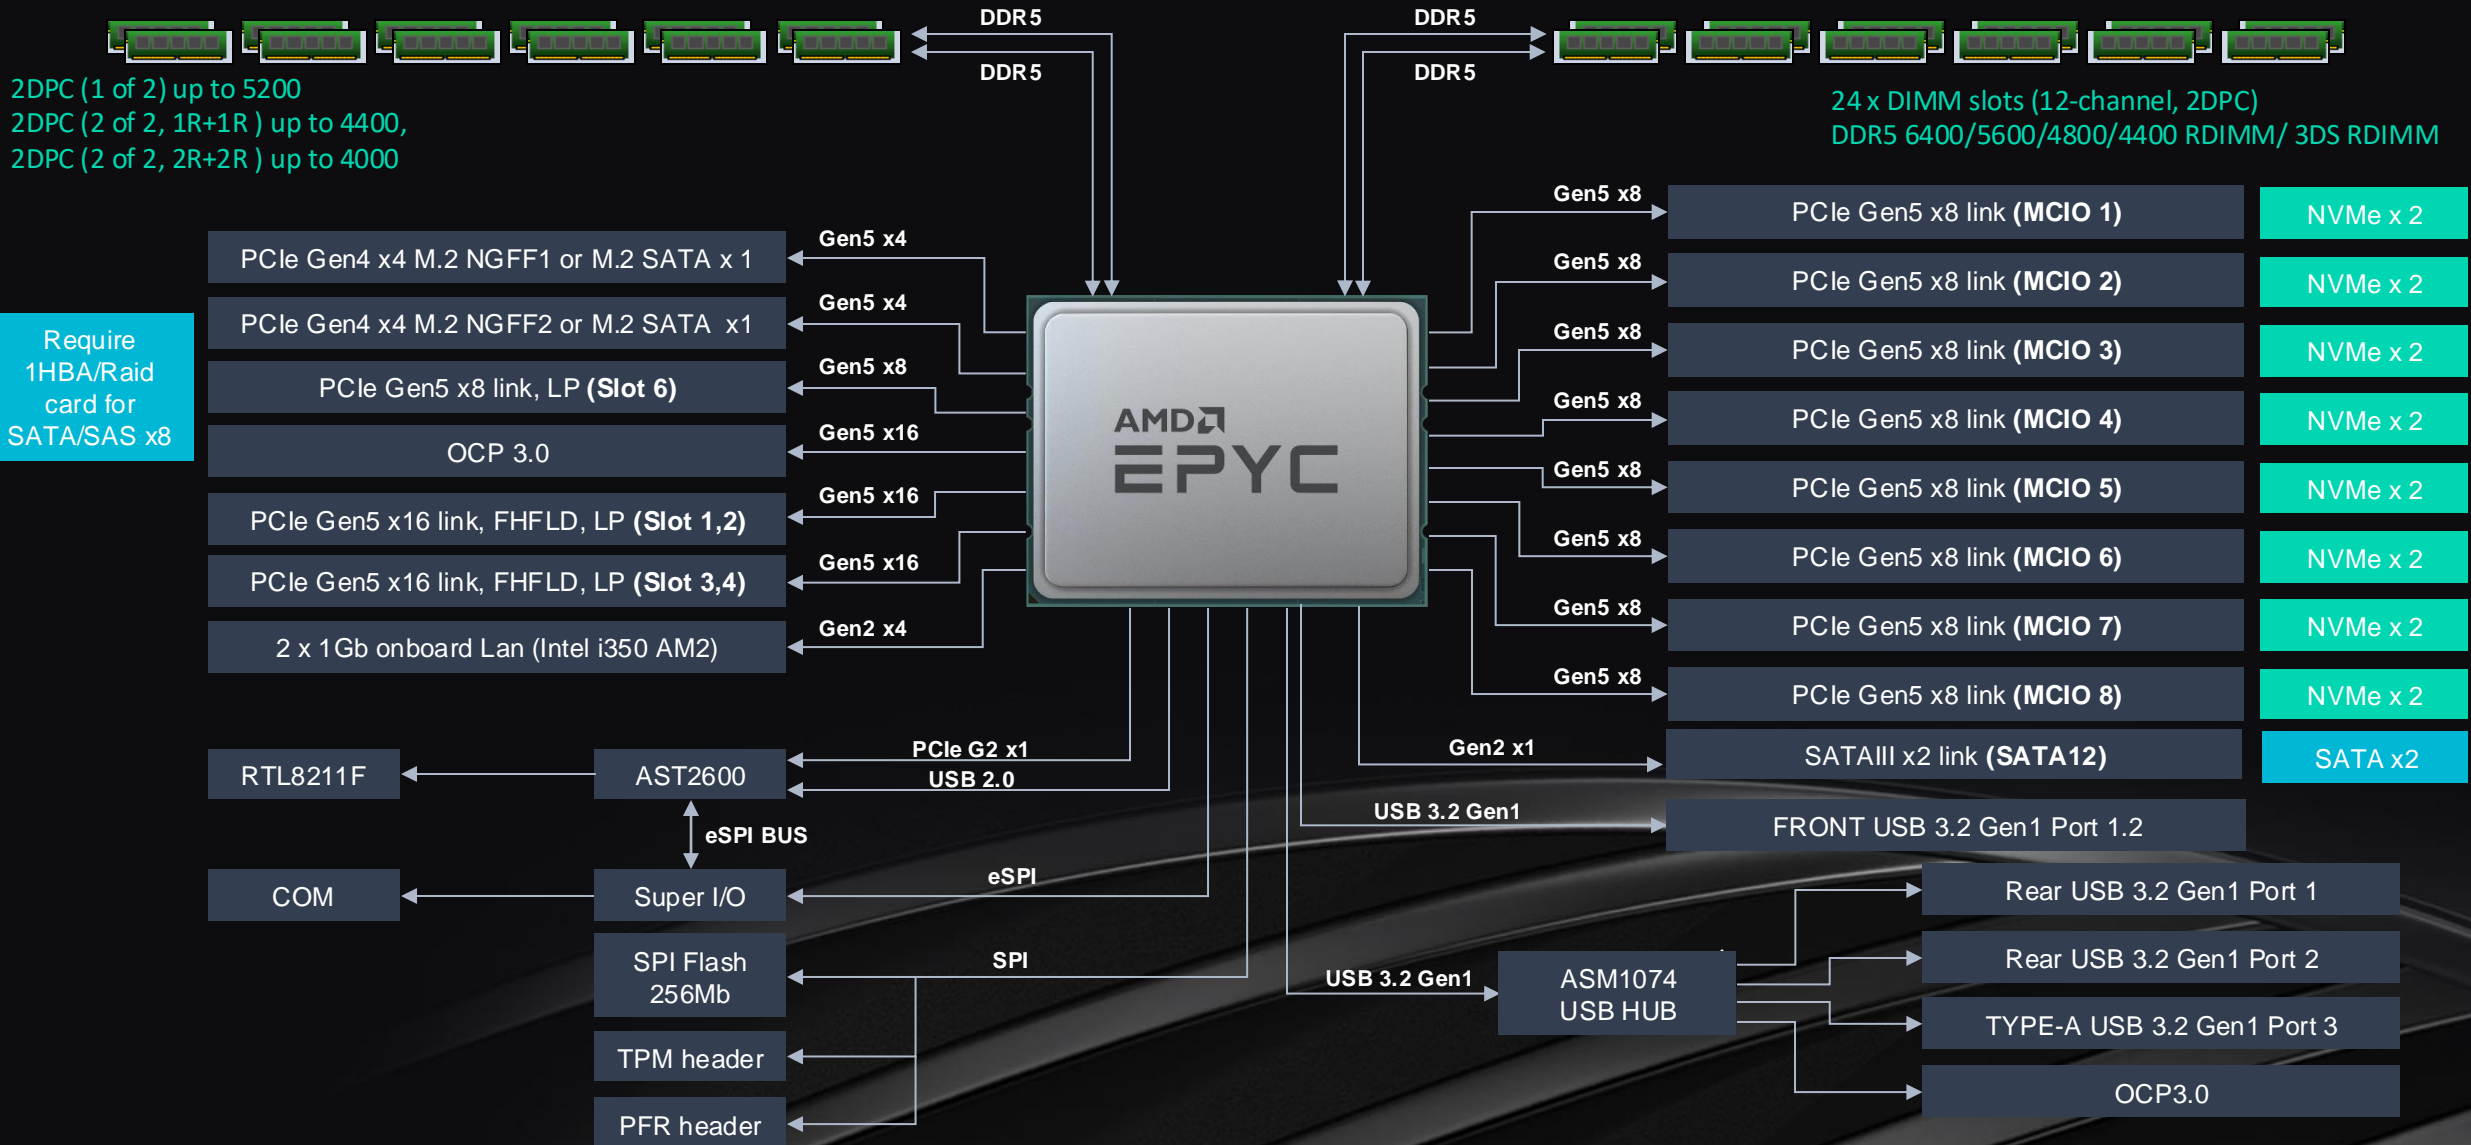 DDR5
DDR5
DDR5
DDR5
2DPC (1 of 2) up to 5200
2DPC (2 of 2, 1R+1R ) up to 4400,
2DPC (2 of 2, 2R+2R ) up to 4000
24 x DIMM slots (12-channel, 2DPC)
DDR5 6400/5600/4800/4400 RDIMM/ 3DS RDIMM
Require
1HBA/Raid
card for
SATA/SAS x8
PCIe Gen4 x4 M.2 NGFF1 or M.2 SATA x 1
Gen5 x4
PCIe Gen4 x4 M.2 NGFF2 or M.2 SATA x1
Gen5 x4
PCIe Gen5 x8 link, LP (Slot 6)
Gen5 x8
OCP 3.0
Gen5 x16
PCIe Gen5 x16 link, FHFLD, LP (Slot 1,2)
Gen5 x16
PCIe Gen5 x16 link, FHFLD, LP (Slot 3,4)
Gen5 x16
2 x 1Gb onboard Lan (Intel i350 AM2)
Gen2 x4
AMD
EPYC
Gen5 x8
PCIe Gen5 x8 link (MCIO 1)
NVMe x 2
Gen5 x8
PCIe Gen5 x8 link (MCIO 2)
NVMe x 2
Gen5 x8
PCIe Gen5 x8 link (MCIO 3)
NVMe x 2
Gen5 x8
PCIe Gen5 x8 link (MCIO 4)
NVMe x 2
Gen5 x8
PCIe Gen5 x8 link (MCIO 5)
NVMe x 2
Gen5 x8
PCIe Gen5 x8 link (MCIO 6)
NVMe x 2
Gen5 x8
PCIe Gen5 x8 link (MCIO 7)
NVMe x 2
Gen5 x8
PCIe Gen5 x8 link (MCIO 8)
NVMe x 2
Gen2 x1
SATAIII x2 link (SATA12)
SATA x2
RTL8211F
AST2600
PCIe G2 x1
USB 2.0
eSPI BUS
COM
Super I/O
eSPI
SPI Flash
256Mb
SPI
TPM header
PFR header
USB 3.2 Gen1
FRONT USB 3.2 Gen1 Port 1.2
USB 3.2 Gen1
ASM1074
USB HUB
Rear USB 3.2 Gen1 Port 1
Rear USB 3.2 Gen1 Port 2
TYPE-A USB 3.2 Gen1 Port 3
OCP3.0